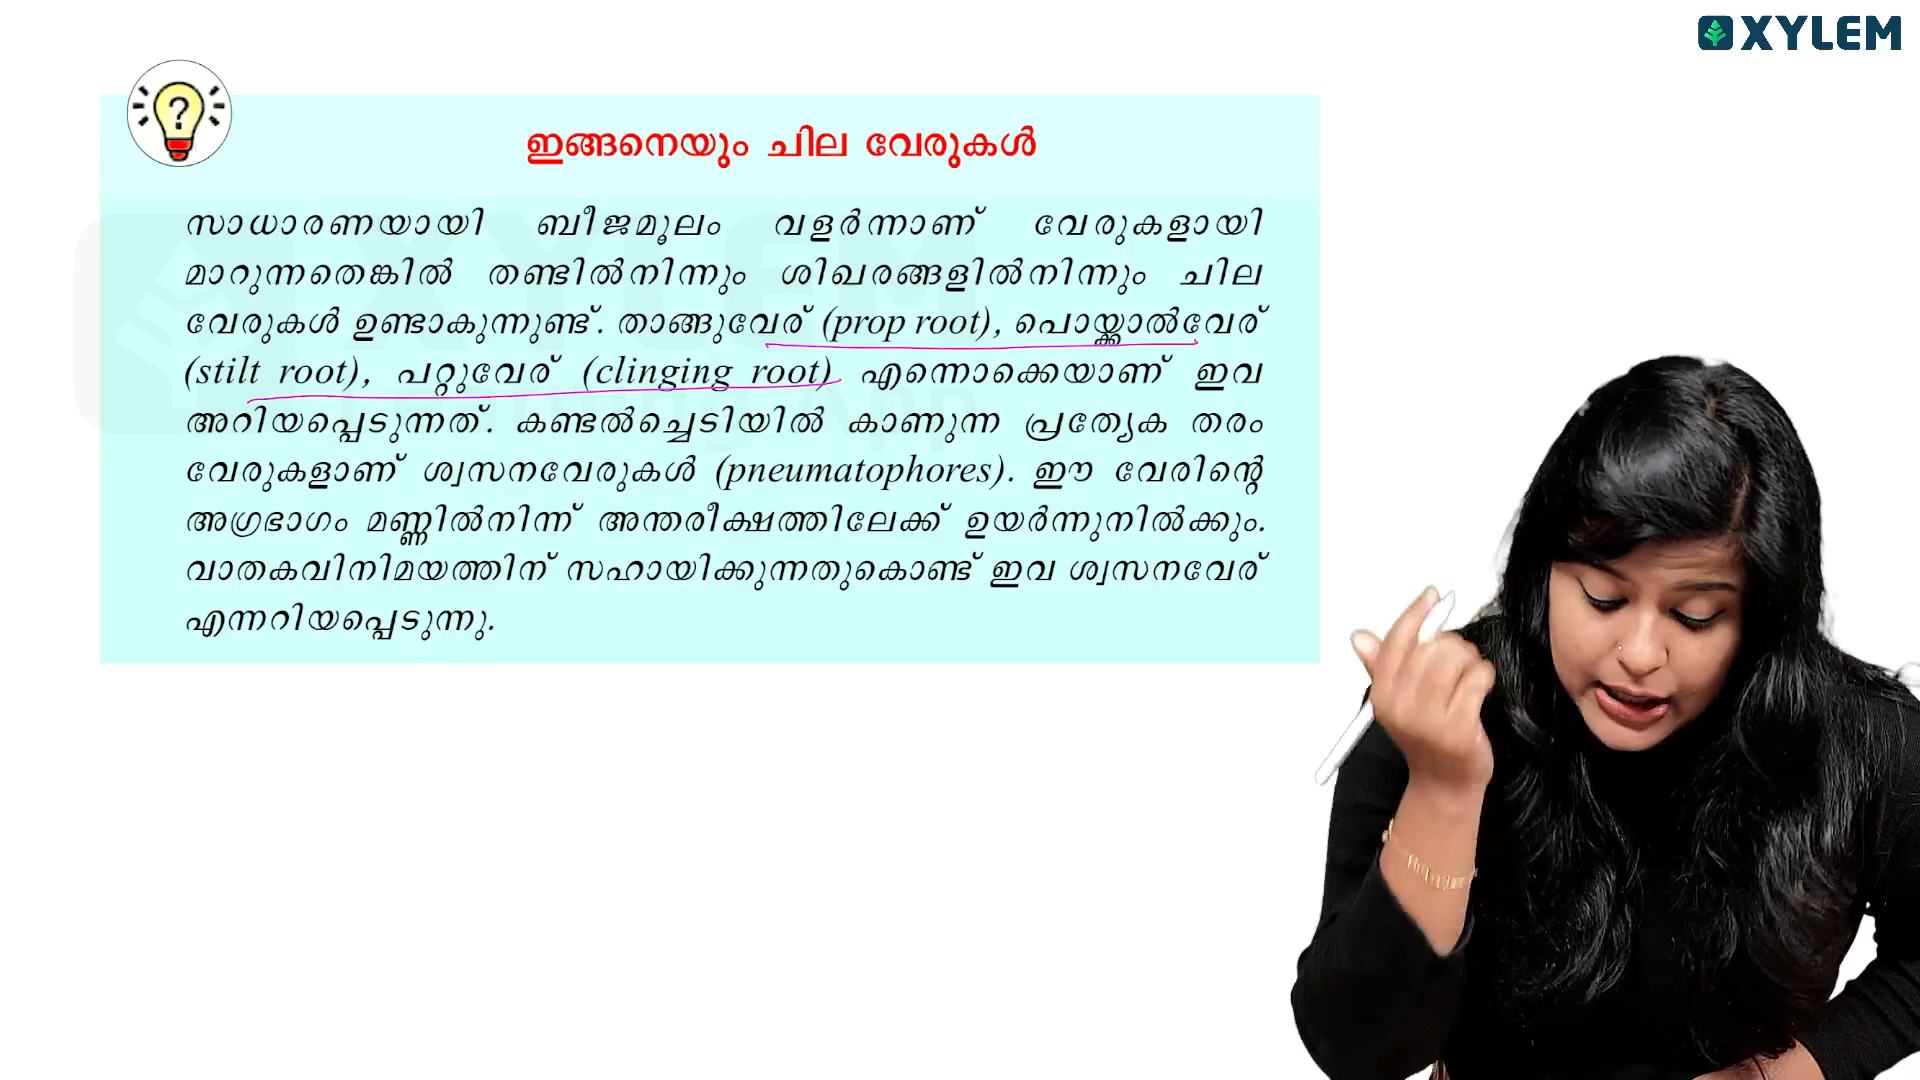 XYLEM
?
ഇങ്ങനെയും ചില വേരുകൾ
സാധാരണയായി ബീജമൂലം വളർന്നാണ് വേരുകളായി
മാറുന്നതെങ്കിൽ തണ്ടിൽനിന്നും ശിഖരങ്ങളിൽനിന്നും ചില
വേരുകൾ ഉണ്ടാകുന്നുണ്ട്. താങ്ങുവേര് (prop root), പൊയ്ക്കാൽവേര്
(stilt root), പറ്റുവേര് (clinging root) എന്നൊക്കെയാണ് ഇവ
അറിയപ്പെടുന്നത്. കണ്ടൽച്ചെടിയിൽ കാണുന്ന പ്രത്യേക തരം
വേരുകളാണ് ശ്വസനവേരുകൾ (pneumatophores). ഈ വേരിന്റെ
അഗ്രഭാഗം മണ്ണിൽനിന്ന് അന്തരീക്ഷത്തിലേക്ക് ഉയർന്നുനിൽക്കും.
വാതകവിനിമയത്തിന് സഹായിക്കുന്നതുകൊണ്ട് ഇവ ശ്വസനവേര്
എന്നറിയപ്പെടുന്നു.